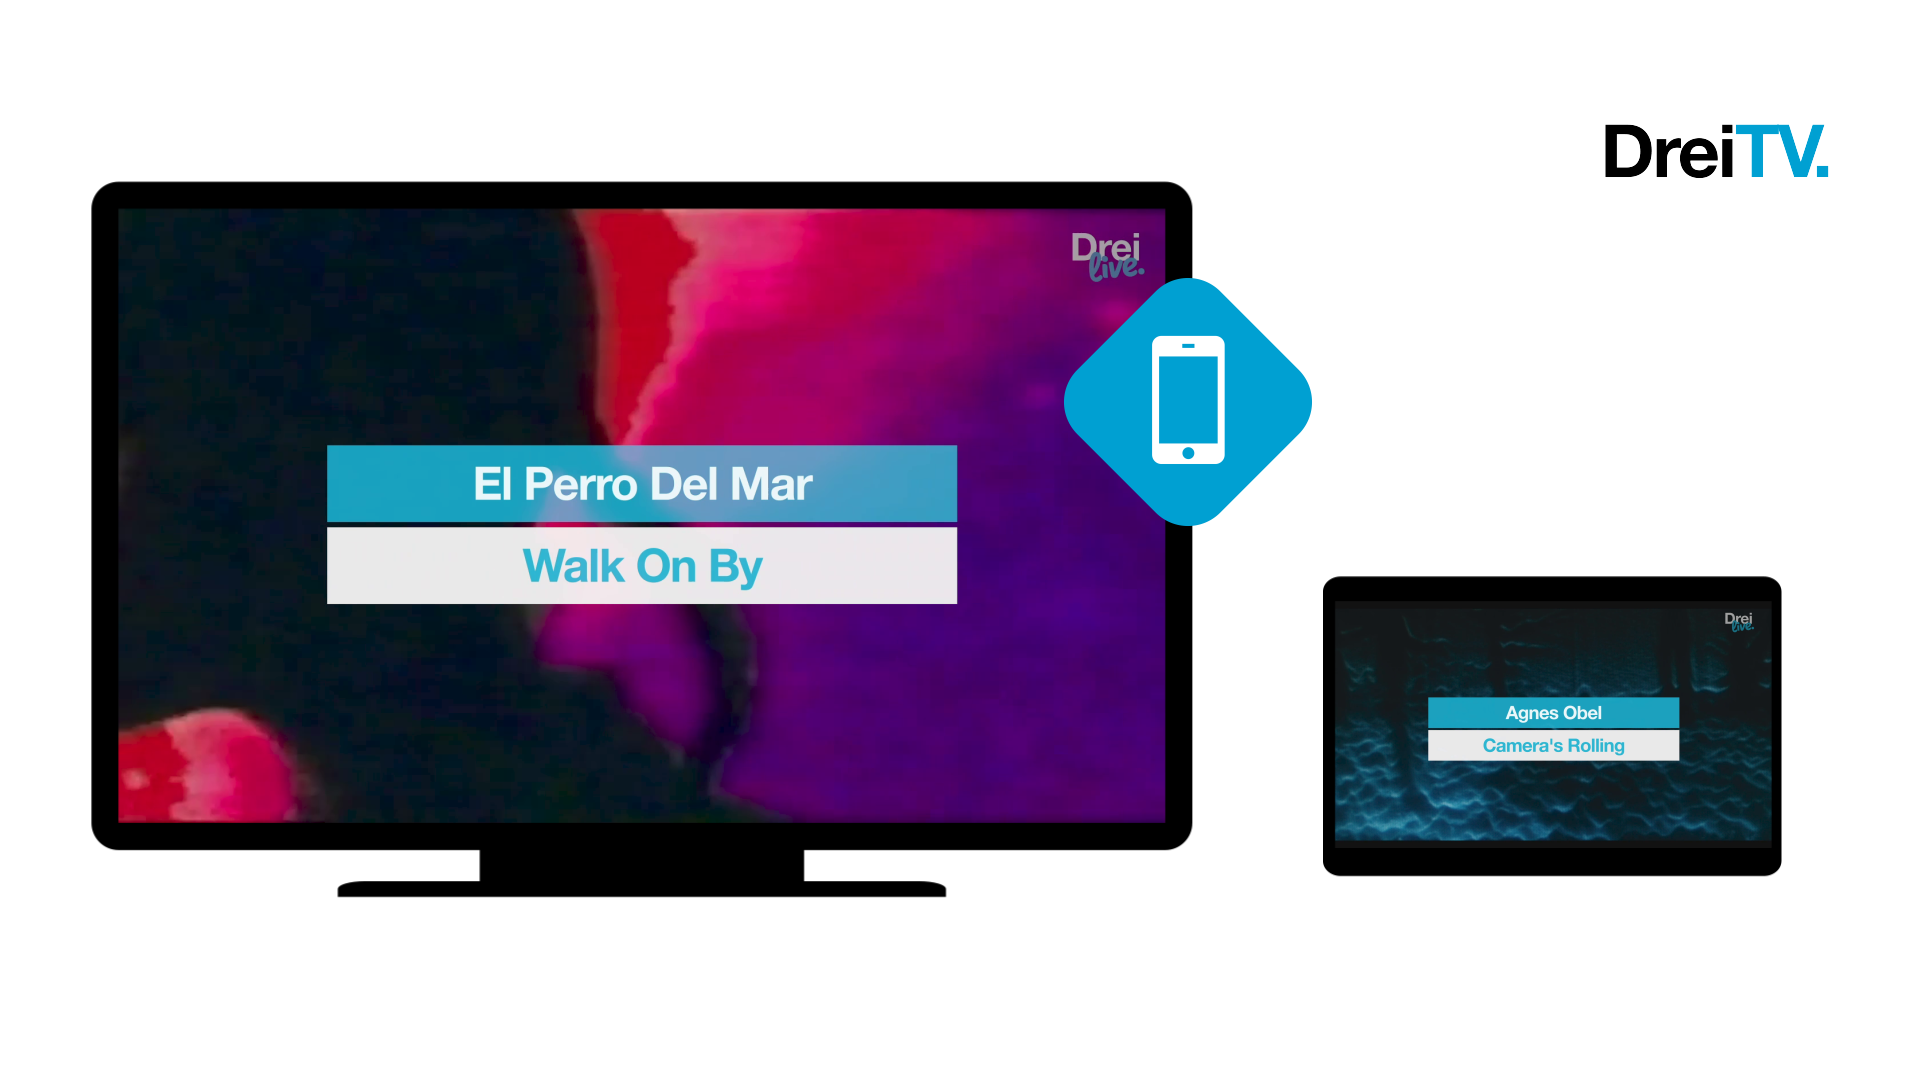 DreiTV.
Drei
live.
El Perro Del Mar
Walk On By
Drei
live.
Agnes Obel
Camera's Rolling